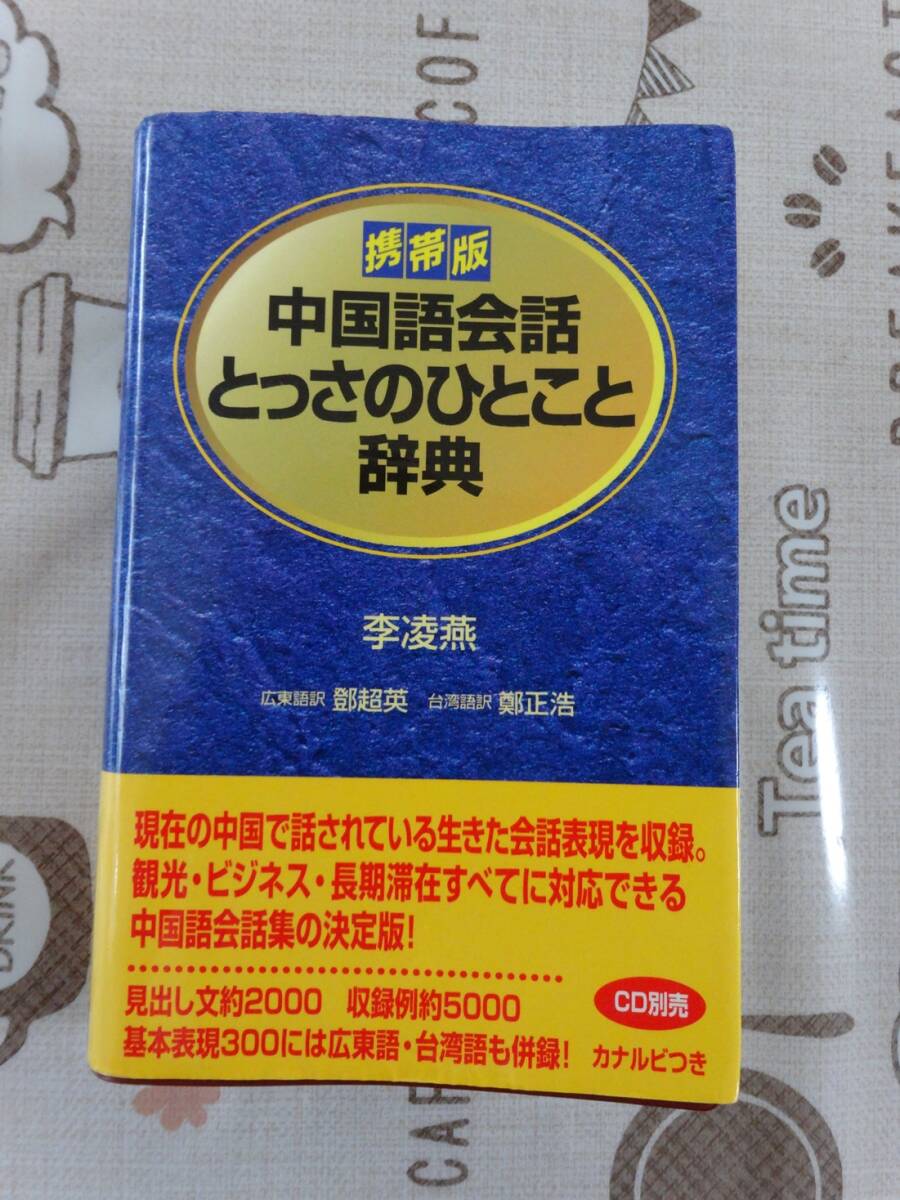 携帯版
中国語会話
とっさのひとこと
辞典
李凌燕
広東語訳 鄧超英 台湾語訳 鄭正浩
現在の中国で話されている生きた会話表現を収録。
観光・ビジネス・長期滞在すべてに対応できる
中国語会話集の決定版!
見出し文約2000 収録例約5000
基本表現300には広東語・台湾語も併録!
CD別売
カナルビつき
Tea time
DRINK
COF